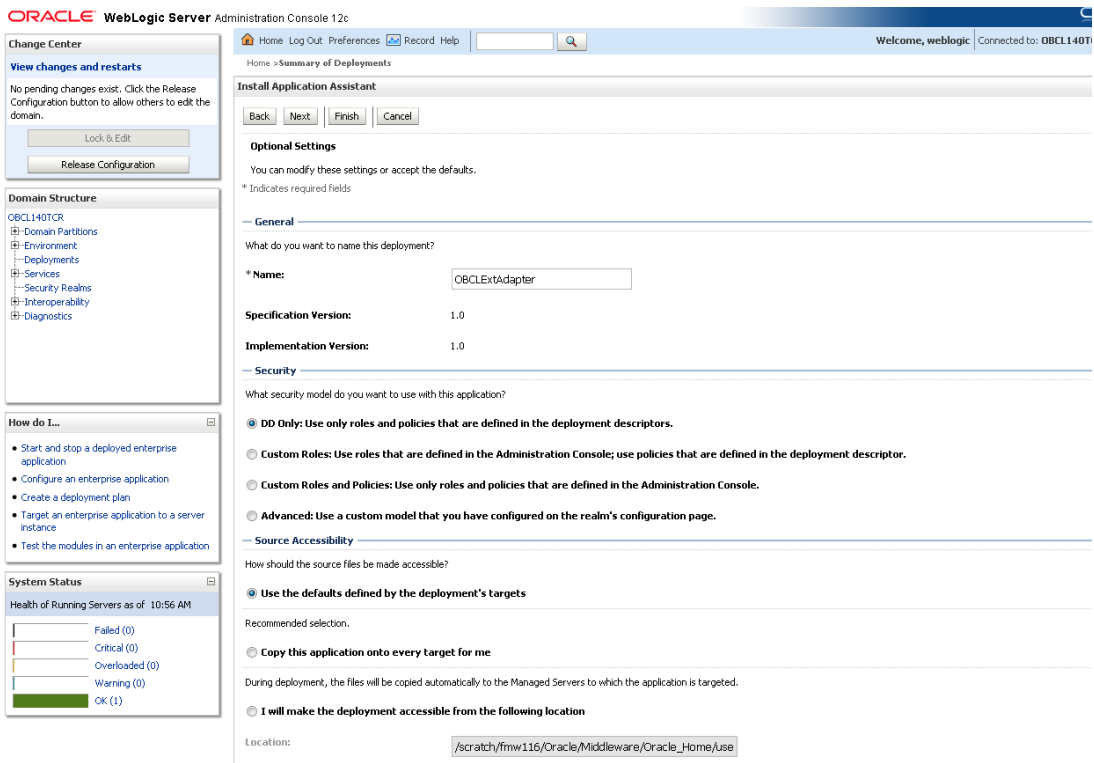 ORACLE WebLogic Server Administration Console 12c
Change Center
View changes and restarts
No pending changes exist. Click the Release
Configuration button to allow others to edit the
domain.
Lock & Edit
Release Configuration
Domain Structure
OBCL140TCR
Domain Partitions
Environment
Deployments
Services
Security Realms
Interoperability
Diagnostics
How do I...
Start and stop a deployed enterprise
application
Configure an enterprise application
Create a deployment plan
Target an enterprise application to a server
instance
Test the modules in an enterprise application
System Status
Health of Running Servers as of 10:56 AM
Failed (0)
Critical (0)
Overloaded (0)
Warning (0)
OK (1)
Home Log Out Preferences Record Help
Welcome, weblogic Connected to: OBCL140T
Home >Summary of Deployments
Install Application Assistant
Back Next Finish Cancel
Optional Settings
You can modify these settings or accept the defaults.
* Indicates required fields
General
What do you want to name this deployment?
* Name: OBCLExtAdapter
Specification Version: 1.0
Implementation Version: 1.0
Security
What security model do you want to use with this application?
DD Only: Use only roles and policies that are defined in the deployment descriptors.
Custom Roles: Use roles that are defined in the Administration Console; use policies that are defined in the deployment descriptor.
Custom Roles and Policies: Use only roles and policies that are defined in the Administration Console.
Advanced: Use a custom model that you have configured on the realm's configuration page.
Source Accessibility
How should the source files be made accessible?
Use the defaults defined by the deployment's targets
Recommended selection.
Copy this application onto every target for me
During deployment, the files will be copied automatically to the Managed Servers to which the application is targeted.
I will make the deployment accessible from the following location
Location: /scratch/fmw116/Oracle/Middleware/Oracle_Home/use